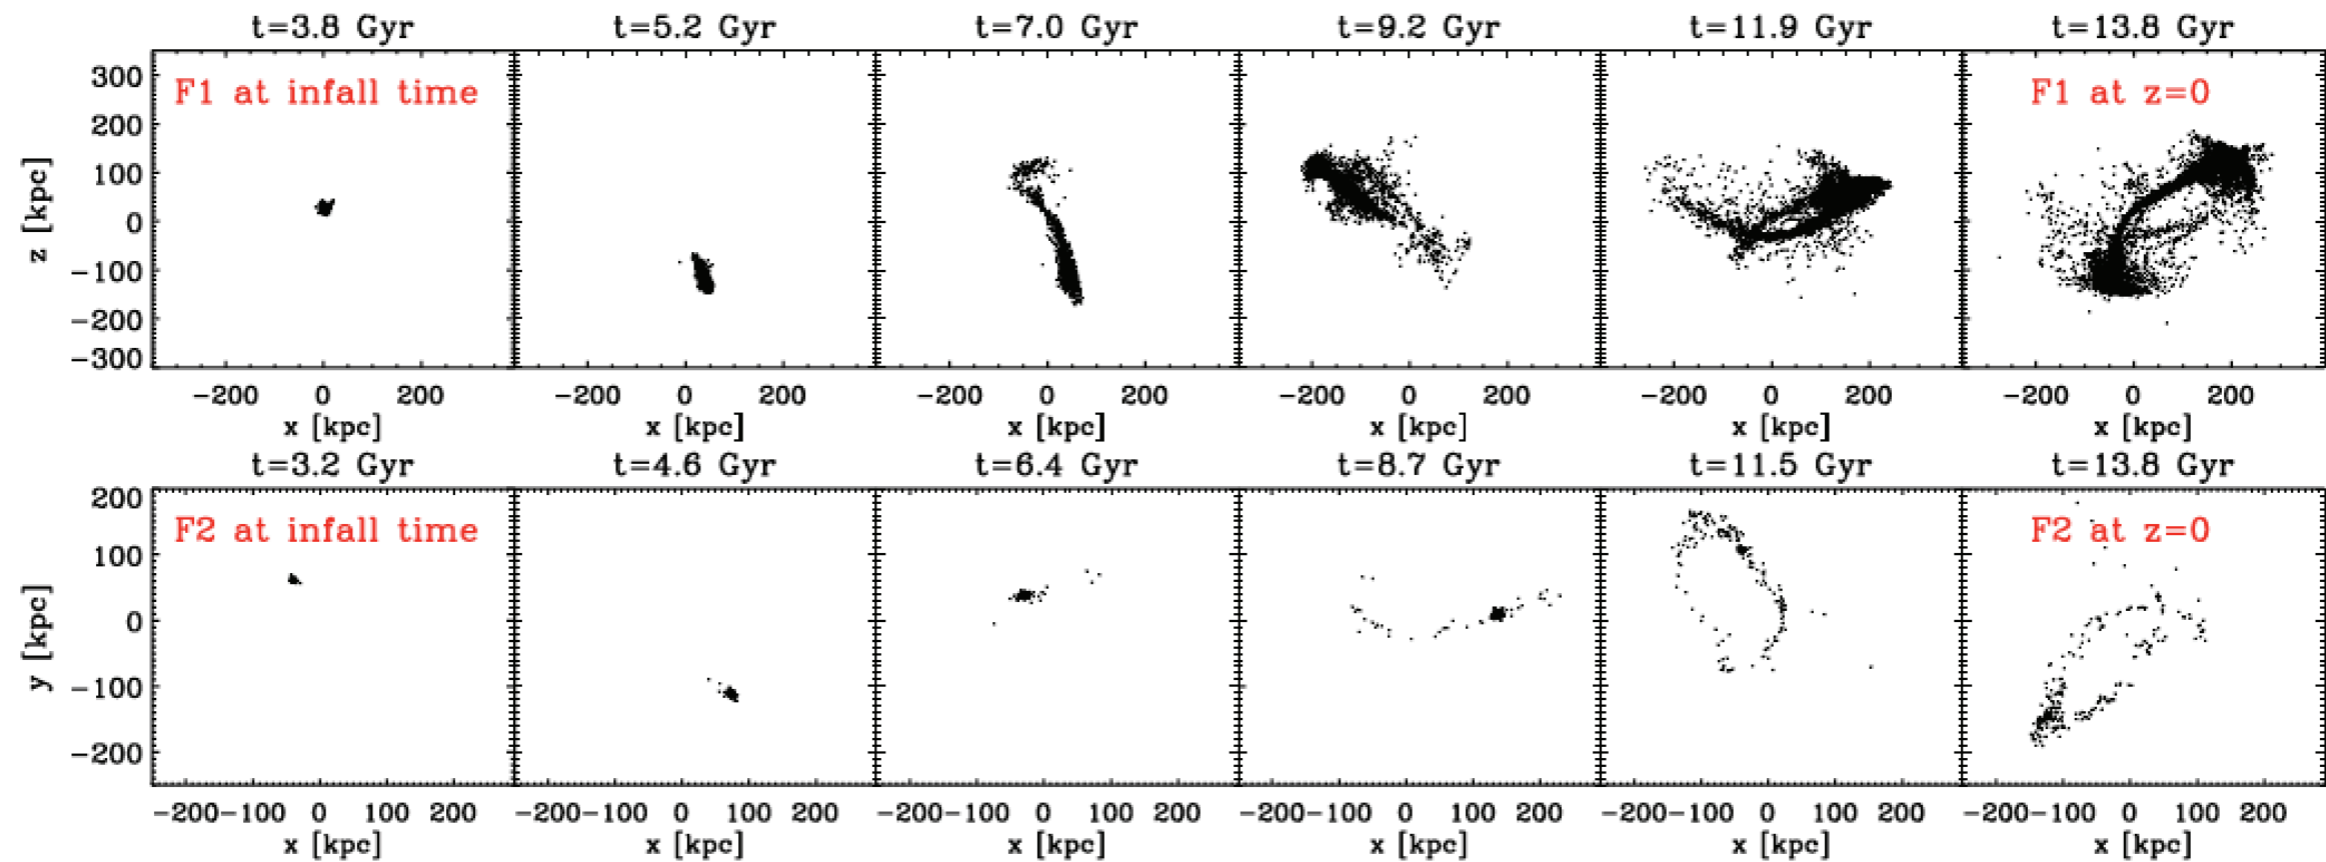 t=3.8 Gyr t=5.2 Gyr t=7.0 Gyr t=9.2 Gyr t=11.9 Gyr t=13.8 Gyr
F1 at infall time F1 at z=0
z [kpc]
300
200
100
0
−100
−200
−300
−200 0 200 −200 0 200 −200 0 200 −200 0 200 −200 0 200 −200 0 200
x [kpc] x [kpc] x [kpc] x [kpc] x [kpc] x [kpc]
t=3.2 Gyr t=4.6 Gyr t=6.4 Gyr t=8.7 Gyr t=11.5 Gyr t=13.8 Gyr
F2 at infall time F2 at z=0
y [kpc]
200
100
0
−100
−200
−200−100 0 100 200 −200−100 0 100 200 −200−100 0 100 200 −200−100 0 100 200 −200−100 0 100 200 −200−100 0 100 200
x [kpc] x [kpc] x [kpc] x [kpc] x [kpc] x [kpc]